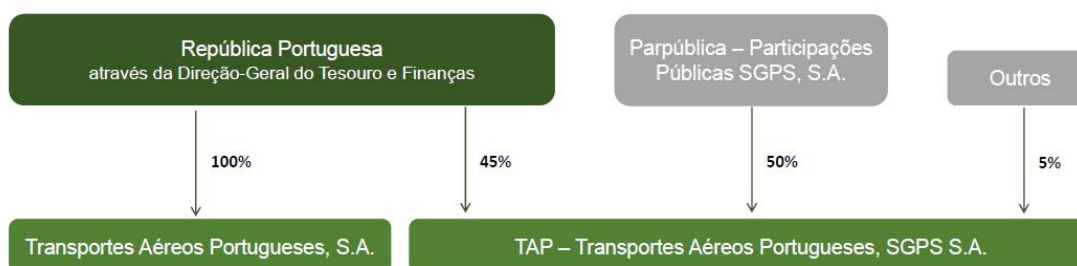 República Portuguesa
através da Direção-Geral do Tesouro e Finanças
Parpública – Participações
Públicas SGPS, S.A.
Outros
100%
45%
50%
5%
Transportes Aéreos Portugueses, S.A.
TAP – Transportes Aéreos Portugueses, SGPS S.A.